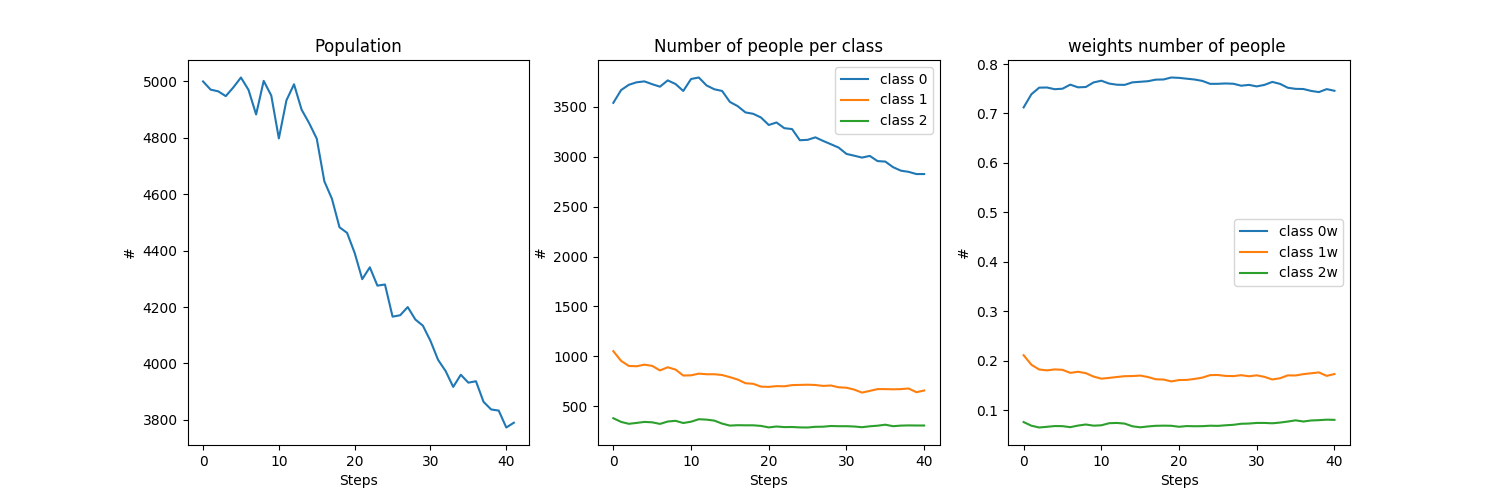 Population
5000
4800
4600
4400
4200
4000
3800
#
0 10 20 30 40
Steps
Number of people per class
3500
3000
2500
2000
1500
1000
500
#
class 0
class 1
class 2
0 10 20 30 40
Steps
weights number of people
0.8
0.7
0.6
0.5
0.4
0.3
0.2
0.1
#
class 0w
class 1w
class 2w
0 10 20 30 40
Steps